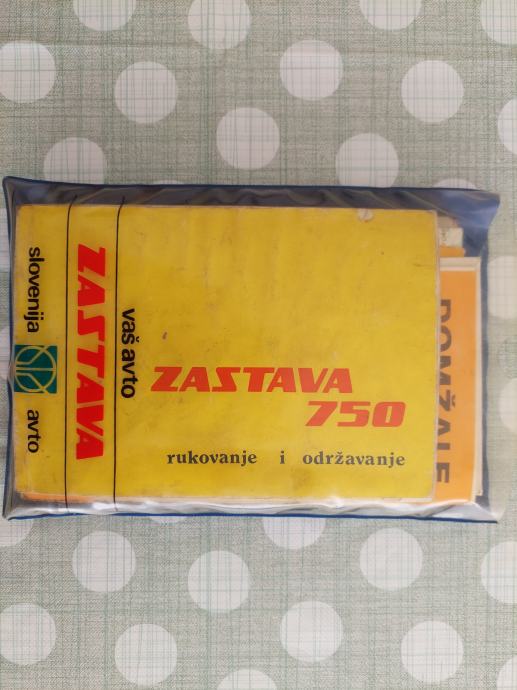 vaš avto
ZASTAVA
slovenija avto
ZASTAVA
750
rukovanje i održavanje
DOMŽALE